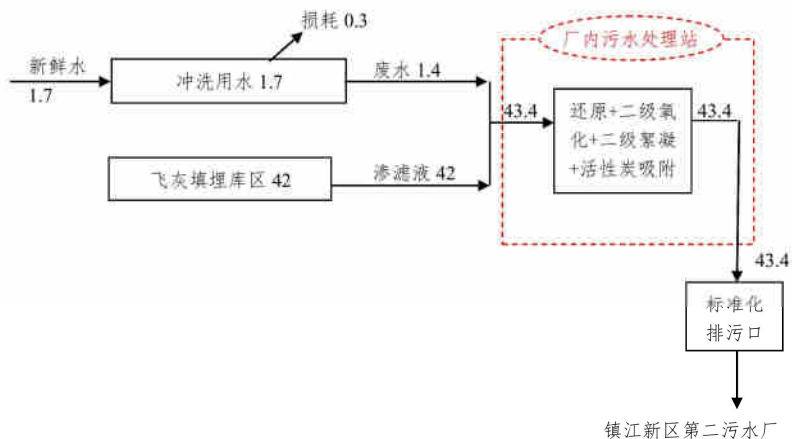 损耗 0.3
厂内污水处理站
新鲜水
1.7
冲洗用水 1.7
废水 1.4
43.4
还原+二级氧
化+二级絮凝
+活性炭吸附
43.4
飞灰填埋库区 42
渗滤液 42
43.4
标准化
排污口
镇江新区第二污水厂